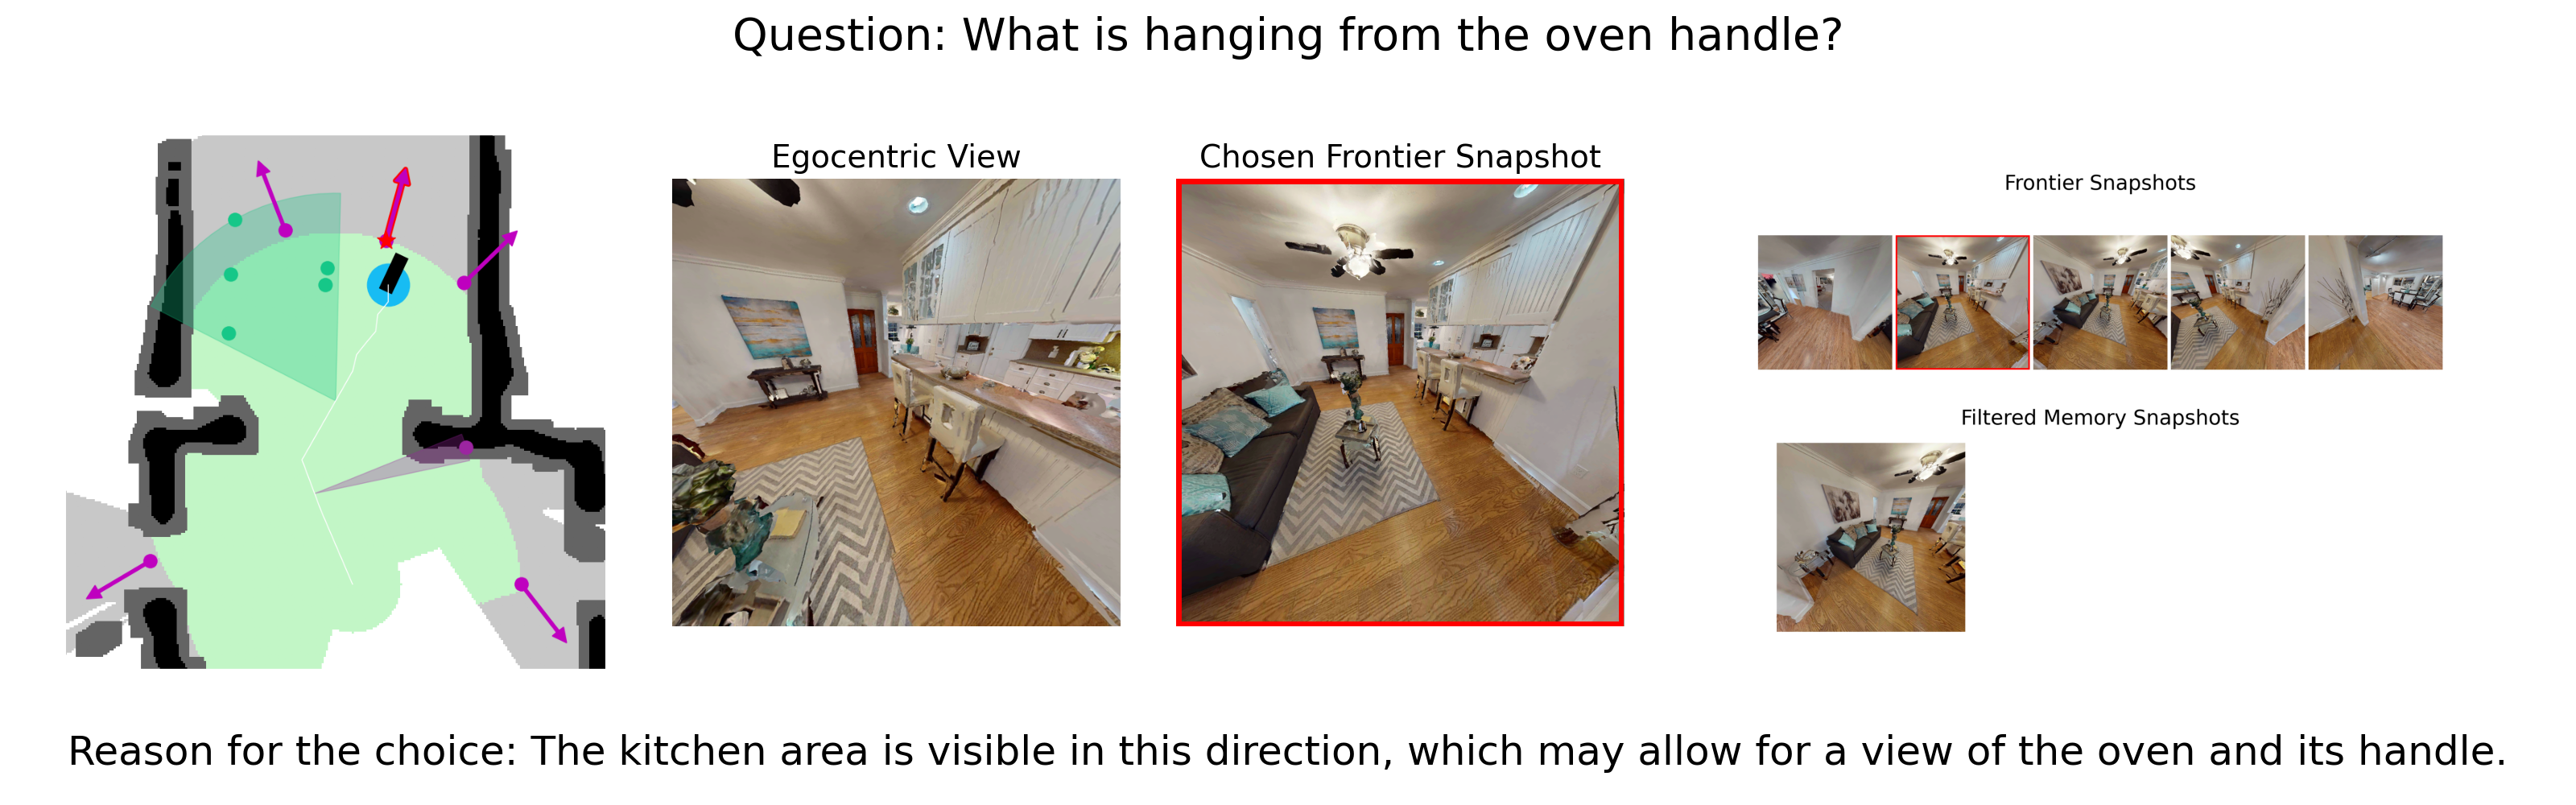 Question: What is hanging from the oven handle?
Egocentric View
Chosen Frontier Snapshot
Frontier Snapshots
Filtered Memory Snapshots
Reason for the choice: The kitchen area is visible in this direction, which may allow for a view of the oven and its handle.